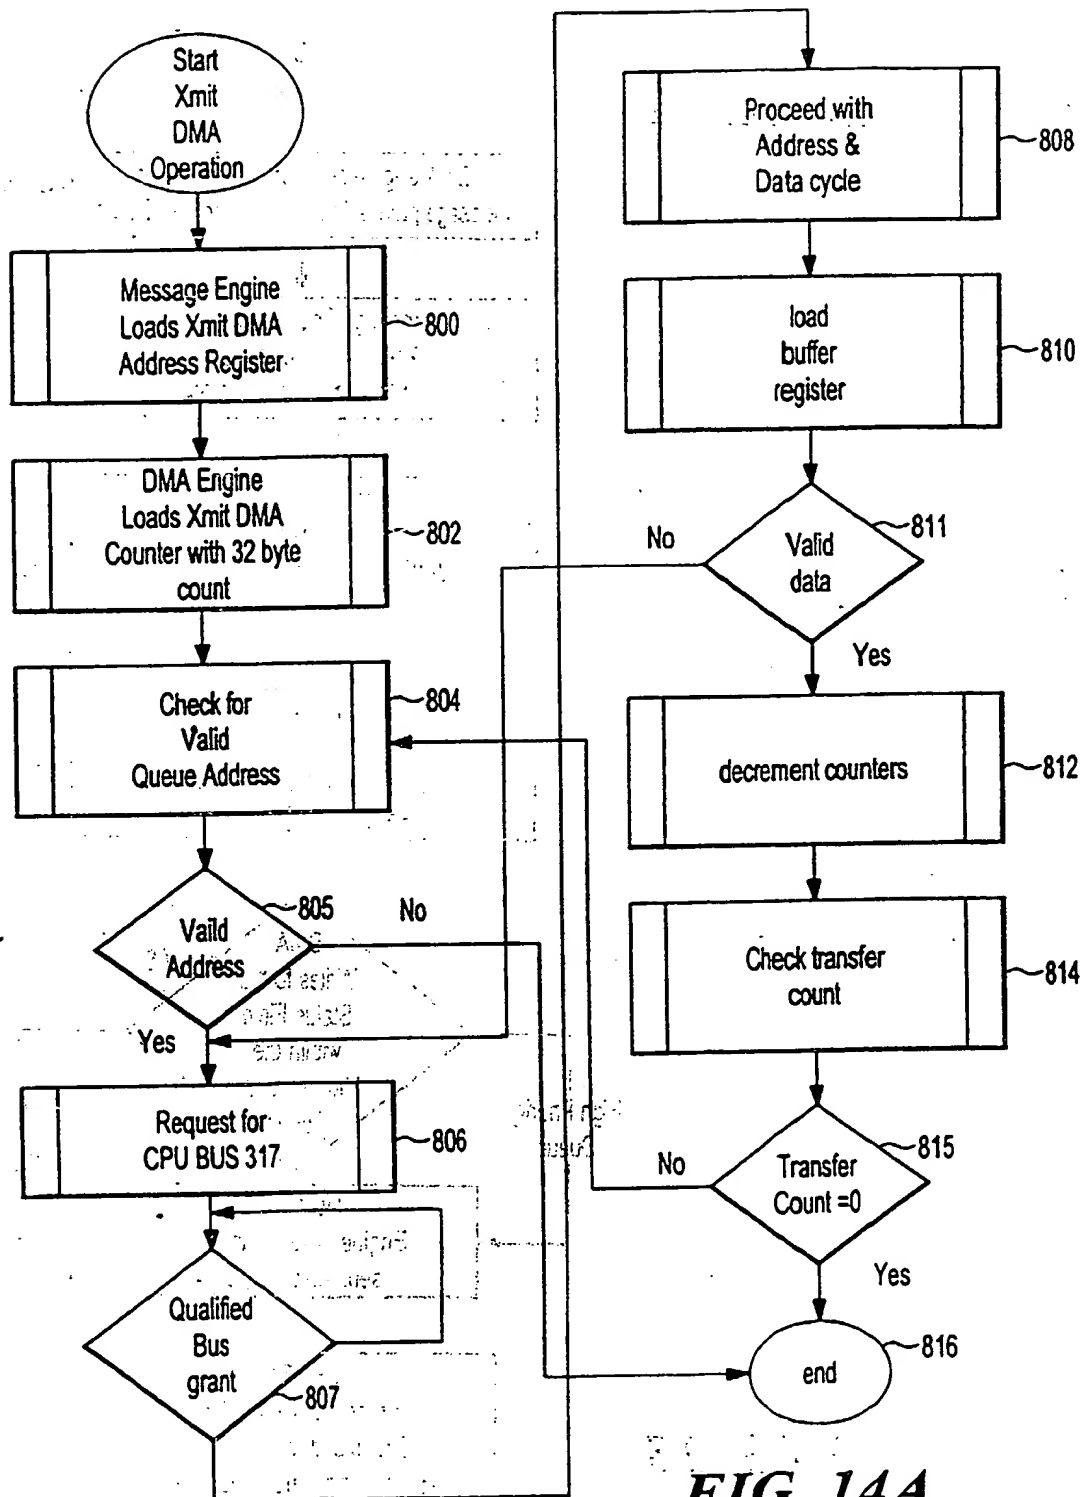 Start
Xmit
DMA
Operation
Message Engine
Loads Xmit DMA
Address Register
800
DMA Engine
Loads Xmit DMA
Counter with 32 byte
count
802
Check for
Valid
Queue Address
804
Vaild
Address
805
No
Yes
Request for
CPU BUS 317
806
Qualified
Bus
grant
807
Proceed with
Address &
Data cycle
808
load
buffer
register
810
Valid
data
811
No
Yes
decrement counters
812
Check transfer
count
814
Transfer
Count =0
815
No
Yes
end
816
FIG. 14A